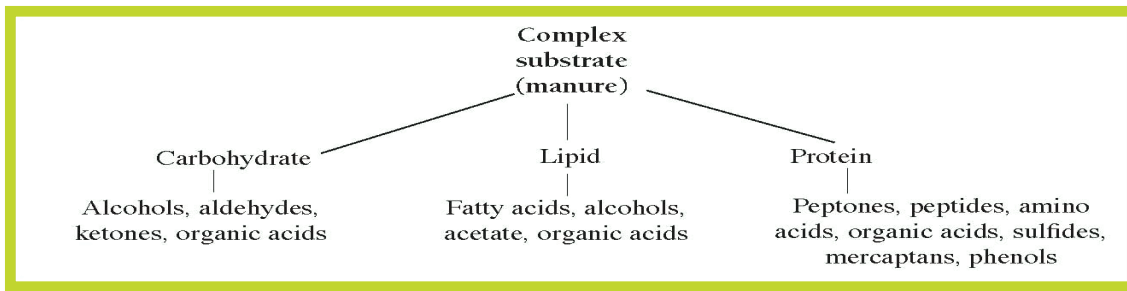 Complex
substrate
(manure)
Carbohydrate
Lipid
Protein
Alcohols, aldehydes,
ketones, organic acids
Fatty acids, alcohols,
acetate, organic acids
Peptones, peptides, amino
acids, organic acids, sulfides,
mercaptans, phenols